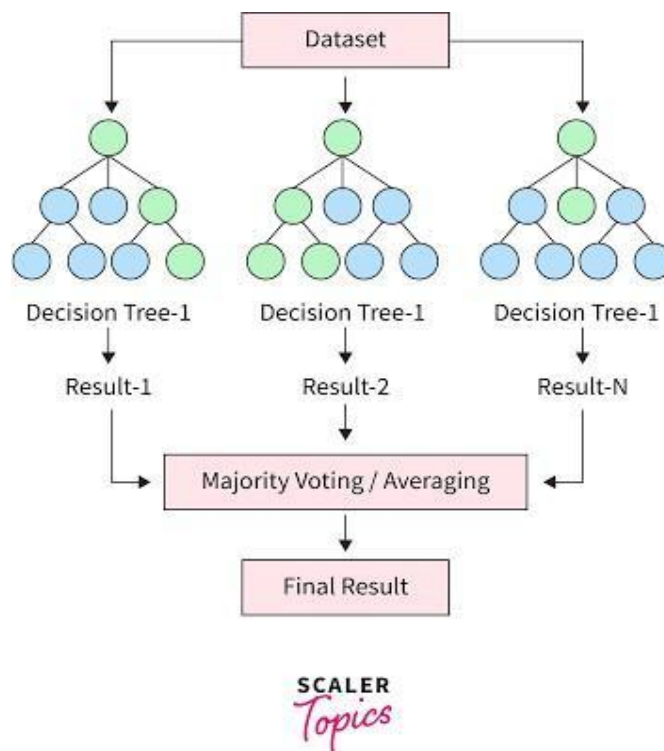 Dataset
Decision Tree-1
Decision Tree-1
Decision Tree-1
Result-1
Result-2
Result-N
Majority Voting / Averaging
Final Result
SCALER
Topics